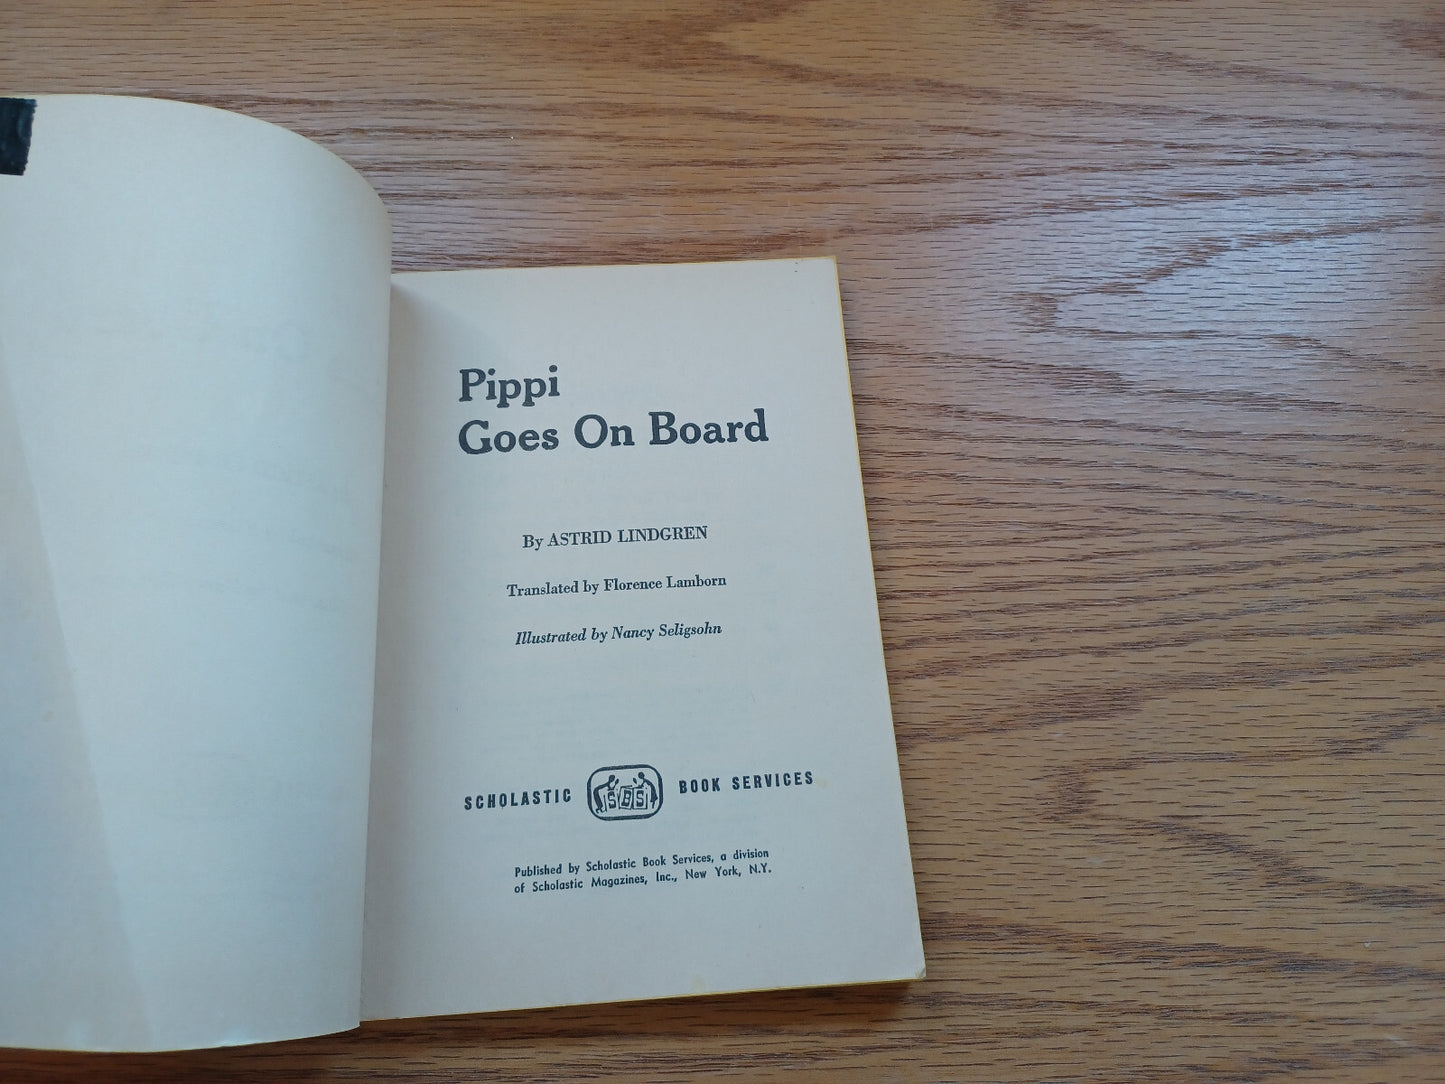 Pippi
Goes On Board
By ASTRID LINDGREN
Translated by Florence Lamborn
Illustrated by Nancy Seligsohn
SCHOLASTIC SBS BOOK SERVICES
Published by Scholastic Book Services, a division
of Scholastic Magazines, Inc., New York, N.Y.